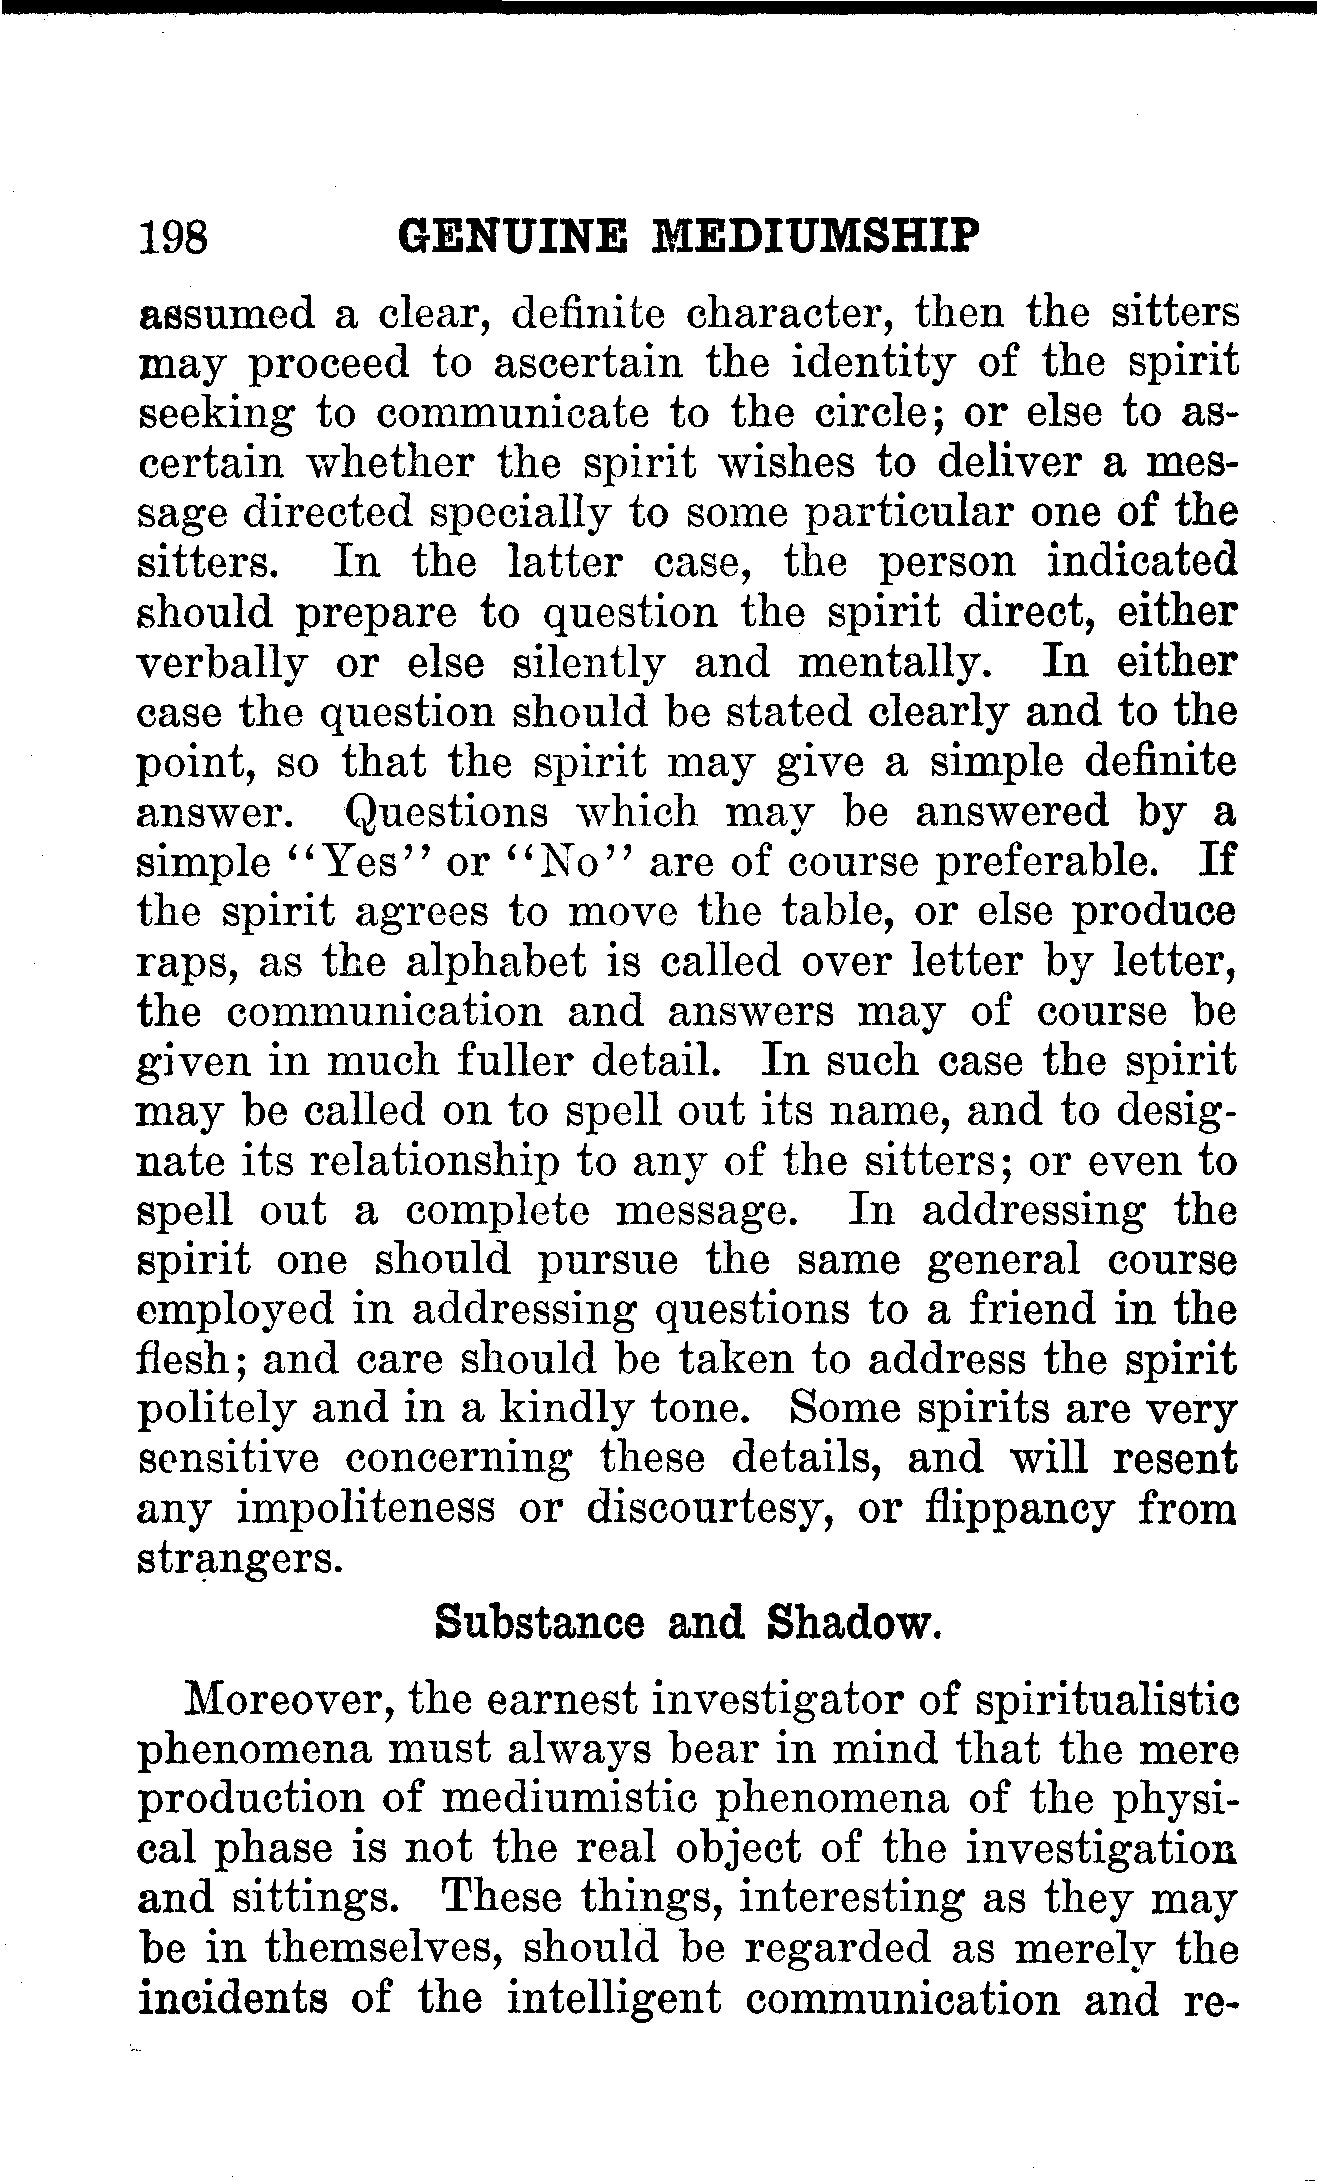 198 GENUINE MEDIUMSHIP
assumed a clear, definite character, then the sitters
may proceed to ascertain the identity of the spirit
seeking to communicate to the circle; or else to as-
certain whether the spirit wishes to deliver a mes-
sage directed specially to some particular one of the
sitters. In the latter case, the person indicated
should prepare to question the spirit direct, either
verbally or else silently and mentally. In either
case the question should be stated clearly and to the
point, so that the spirit may give a simple definite
answer. Questions which may be answered by a
simple "Yes" or "No" are of course preferable. If
the spirit agrees to move the table, or else produce
raps, as the alphabet is called over letter by letter,
the communication and answers may of course be
given in much fuller detail. In such case the spirit
may be called on to spell out its name, and to desig-
nate its relationship to any of the sitters; or even to
spell out a complete message. In addressing the
spirit one should pursue the same general course
employed in addressing questions to a friend in the
flesh; and care should be taken to address the spirit
politely and in a kindly tone. Some spirits are very
sensitive concerning these details, and will resent
any impoliteness or discourtesy, or flippancy from
strangers.
Substance and Shadow.
Moreover, the earnest investigator of spiritualistic
phenomena must always bear in mind that the mere
production of mediumistic phenomena of the physi-
cal phase is not the real object of the investigation
and sittings. These things, interesting as they may
be in themselves, should be regarded as merely the
incidents of the intelligent communication and re-